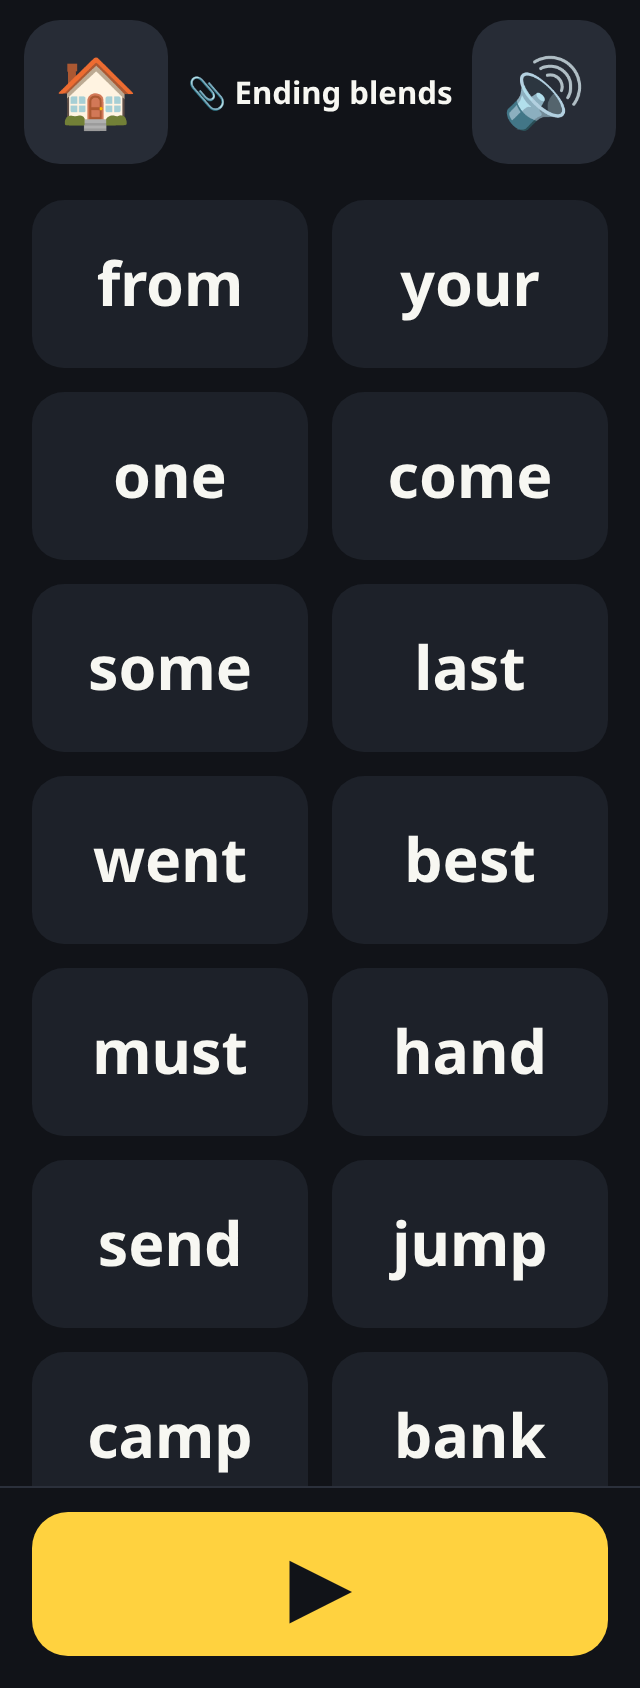 Ending blends
from your
one come
some last
went best
must hand
send jump
camp bank